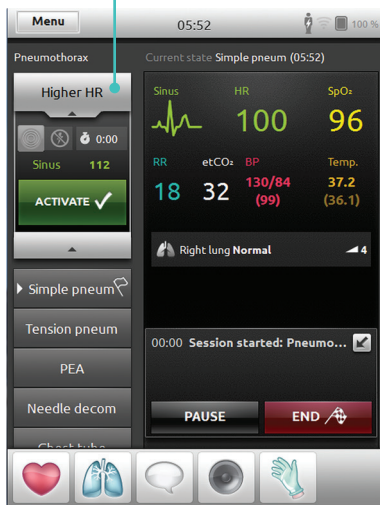 Menu
05:52
100 %
Pneumothorax
Current state Simple pneum (05:52)
Higher HR
0:00
Sinus 112
ACTIVATE
Simple pneum
Tension pneum
PEA
Needle decom
Chest tube
Sinus
HR
SpO₂
100
96
RR
etCO₂
BP
Temp.
18
32
130/84
(99)
37.2
(36.1)
Right lung Normal
4
00:00 Session started: Pneumo...
PAUSE
END